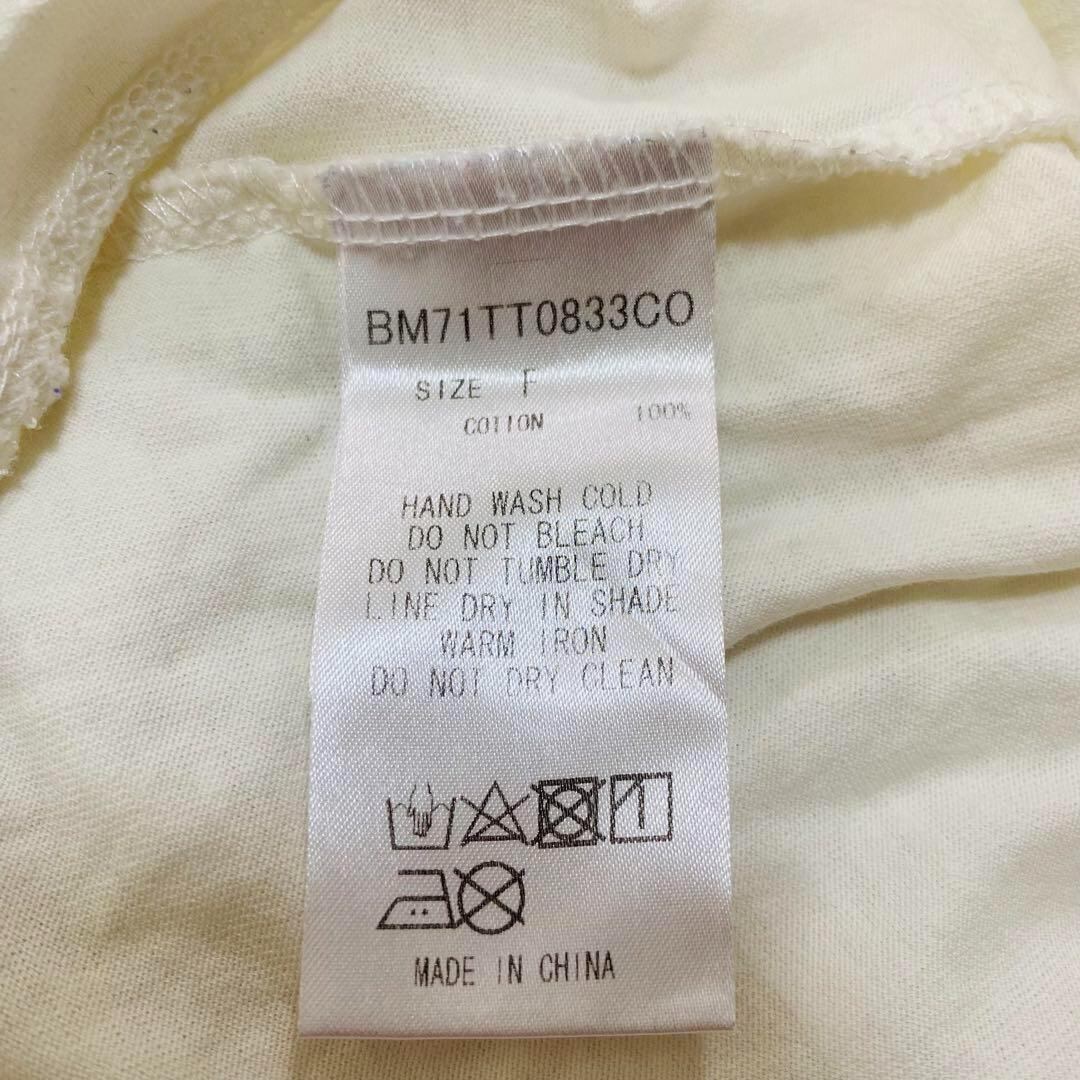 BM71TT0833CO
SIZE F
COTTON 100%
HAND WASH COLD
DO NOT BLEACH
DO NOT TUMBLE DRY
LINE DRY IN SHADE
WARM IRON
DO NOT DRY CLEAN
MADE IN CHINA